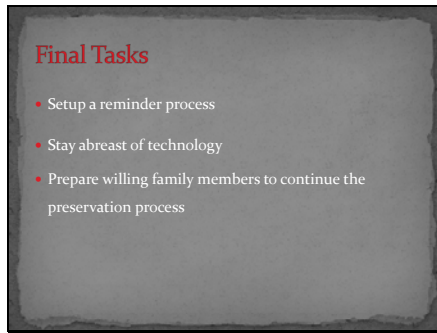 Final Tasks
• Setup a reminder process
• Stay abreast of technology
• Prepare willing family members to continue the
preservation process